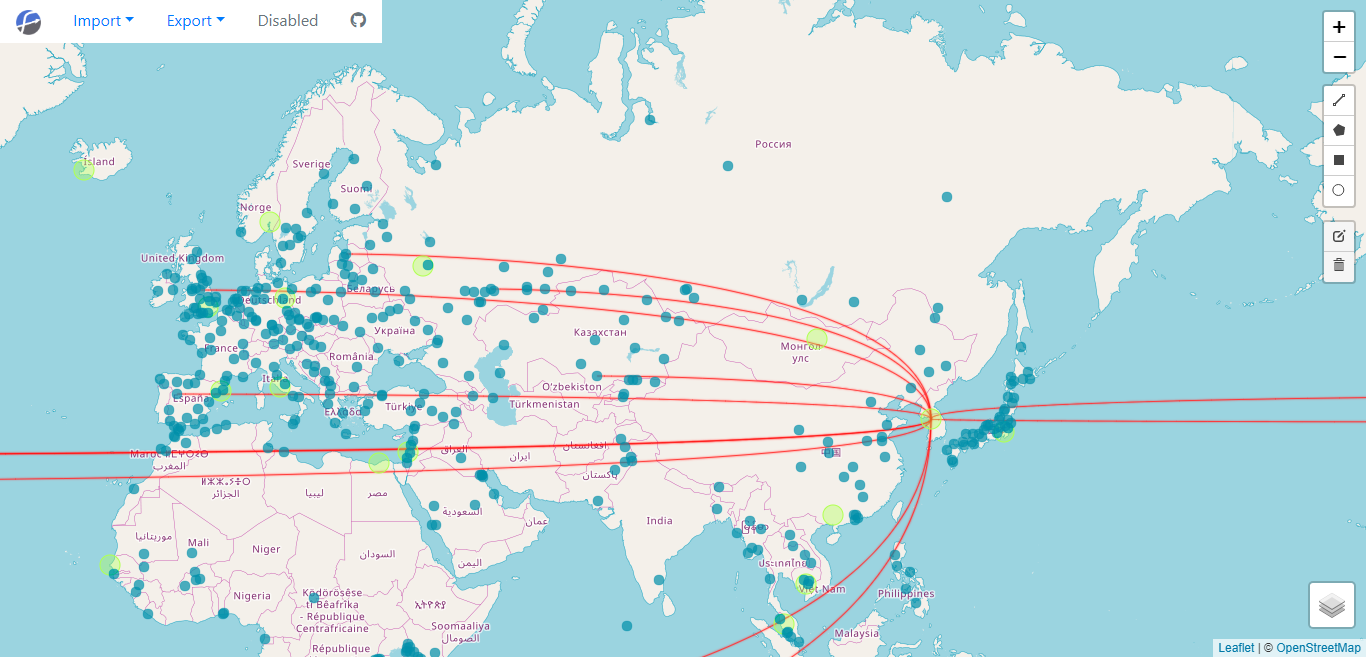 Import
Export
Disabled
+
−
Ísland
Sverige
Suomi
Norge
Россия
United Kingdom
Deutschland
Беларусь
Україна
France
România
Italia
España
Ελλάδα
Türkiye
Казахстан
Монгол
улс
Oʻzbekiston
Türkmenistan
افغانستان
ایران
العراق
پاکستان
中国
Maroc ⵍⵎⵖⵔⵉⴱ
المغرب
الجزائر
ليبيا
مصر
السعودية
عمان
India
موريتانيا
Mali
Niger
السودان
اليمن
Nigeria
Ködörösêse
tî Bêafrîka
- République
Centrafricaine
ኢትዮጵያ
Soomaaliya
الصومال
République
ประเทศไทย
Việt Nam
Philippines
Malaysia
Leaflet | © OpenStreetMap